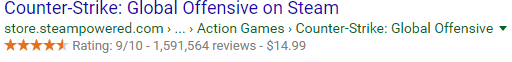 Counter-Strike: Global Offensive on Steam
store.steampowered.com › ... › Action Games › Counter-Strike: Global Offensive
Rating: 9/10 - 1,591,564 reviews - $14.99